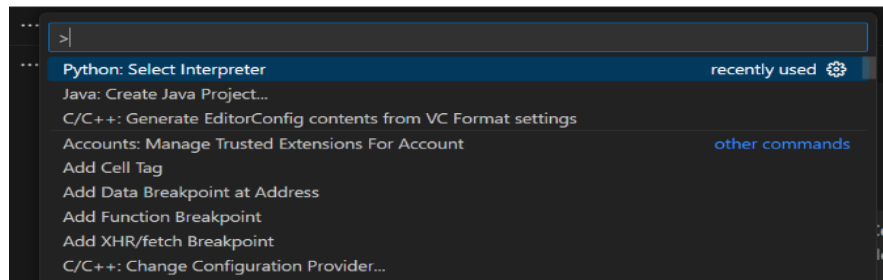 >
Python: Select Interpreter recently used
Java: Create Java Project...
C/C++: Generate EditorConfig contents from VC Format settings
Accounts: Manage Trusted Extensions For Account other commands
Add Cell Tag
Add Data Breakpoint at Address
Add Function Breakpoint
Add XHR/fetch Breakpoint
C/C++: Change Configuration Provider...